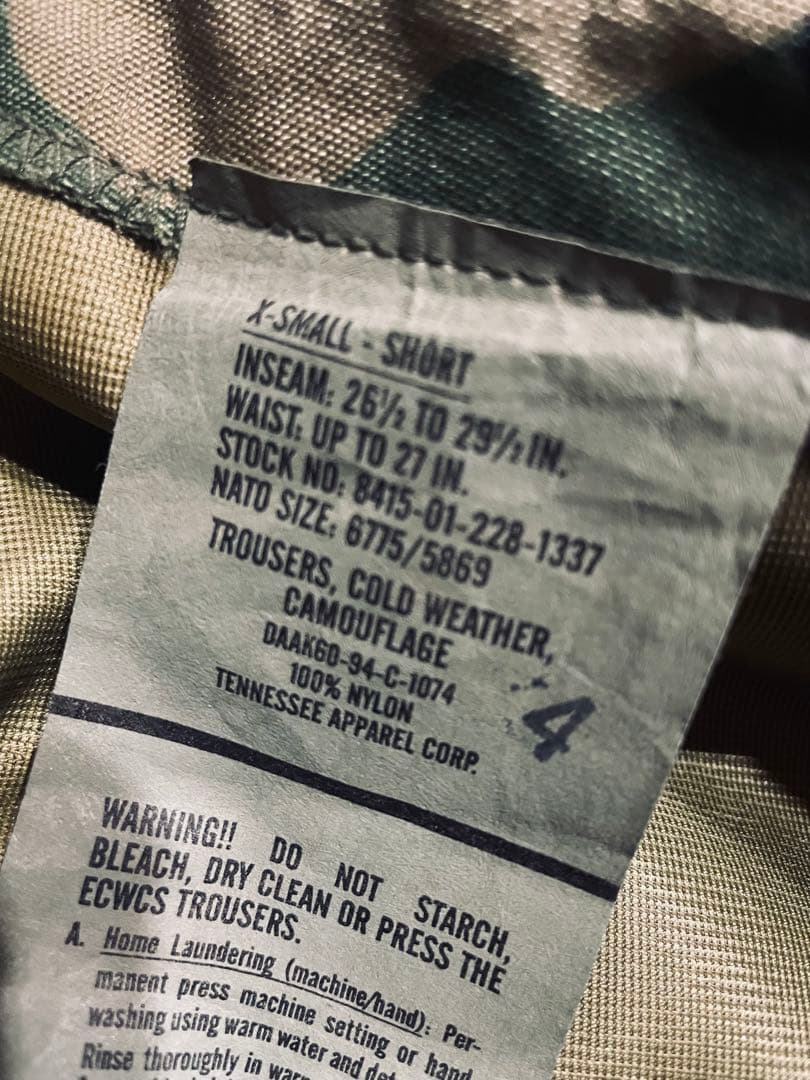 X-SMALL - SHORT
INSEAM: 26½ TO 29½ IN.
WAIST: UP TO 27 IN.
STOCK NO: 8415-01-228-1337
NATO SIZE: 6775/5869
TROUSERS, COLD WEATHER,
CAMOUFLAGE
DAAK60-94-C-1074
100% NYLON
TENNESSEE APPAREL CORP.
4
WARNING!! DO NOT STARCH,
BLEACH, DRY CLEAN OR PRESS THE
ECWCS TROUSERS.
A. Home Laundering (machine/hand): Per-
manent press machine setting or hand
washing using warm water and det
Rinse thoroughly in warm